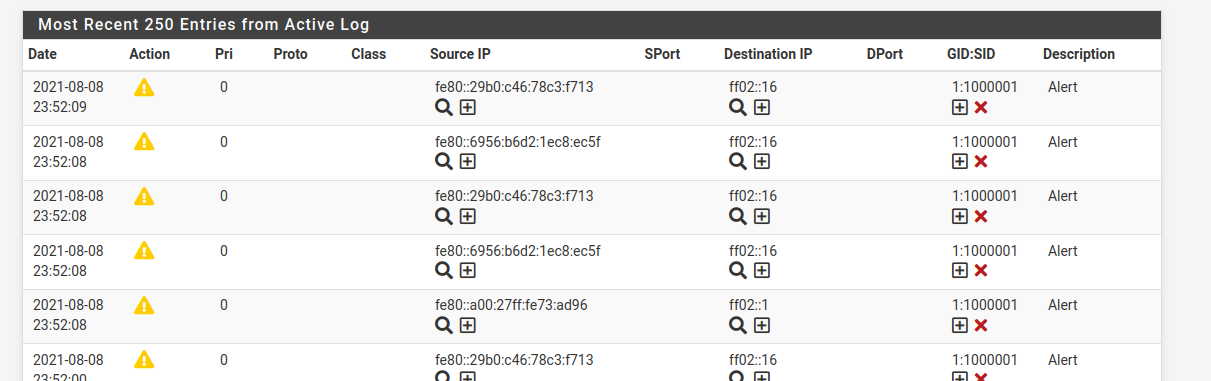 Most Recent 250 Entries from Active Log
Date Action Pri Proto Class Source IP SPort Destination IP DPort GID:SID Description
2021-08-08 0 fe80::29b0:c46:78c3:f713 ff02::16 1:1000001 Alert
23:52:09
2021-08-08 0 fe80::6956:b6d2:1ec8:ec5f ff02::16 1:1000001 Alert
23:52:08
2021-08-08 0 fe80::29b0:c46:78c3:f713 ff02::16 1:1000001 Alert
23:52:08
2021-08-08 0 fe80::6956:b6d2:1ec8:ec5f ff02::16 1:1000001 Alert
23:52:08
2021-08-08 0 fe80::a00:27ff:fe73:ad96 ff02::1 1:1000001 Alert
23:52:08
2021-08-08 0 fe80::29b0:c46:78c3:f713 ff02::16 1:1000001 Alert
23:52:00